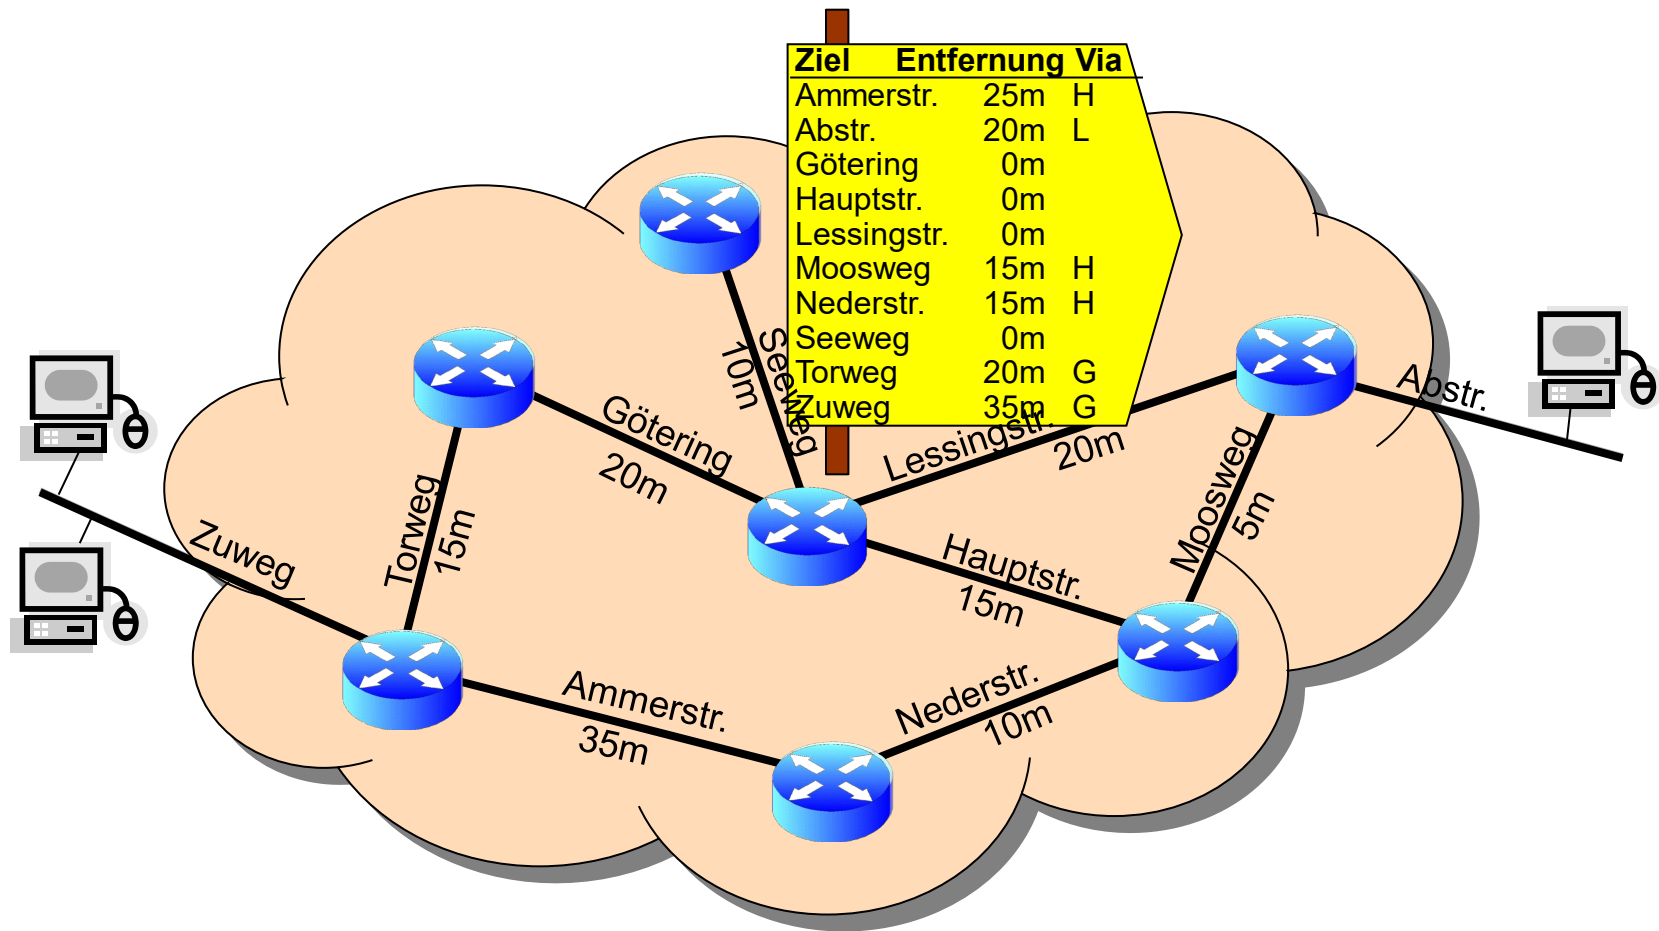 Ziel Entfernung Via
Ammerstr. 25m H
Abstr. 20m L
Götering 0m
Hauptstr. 0m
Lessingstr. 0m
Moosweg 15m H
Nederstr. 15m H
Seeweg 0m
Torweg 20m G
Zuweg 35m G
Seeweg
10m
Götering
20m
Lessingstr.
20m
Abstr.
Torweg
15m
Zuweg
Hauptstr.
15m
Moosweg
5m
Ammerstr.
35m
Nederstr.
10m